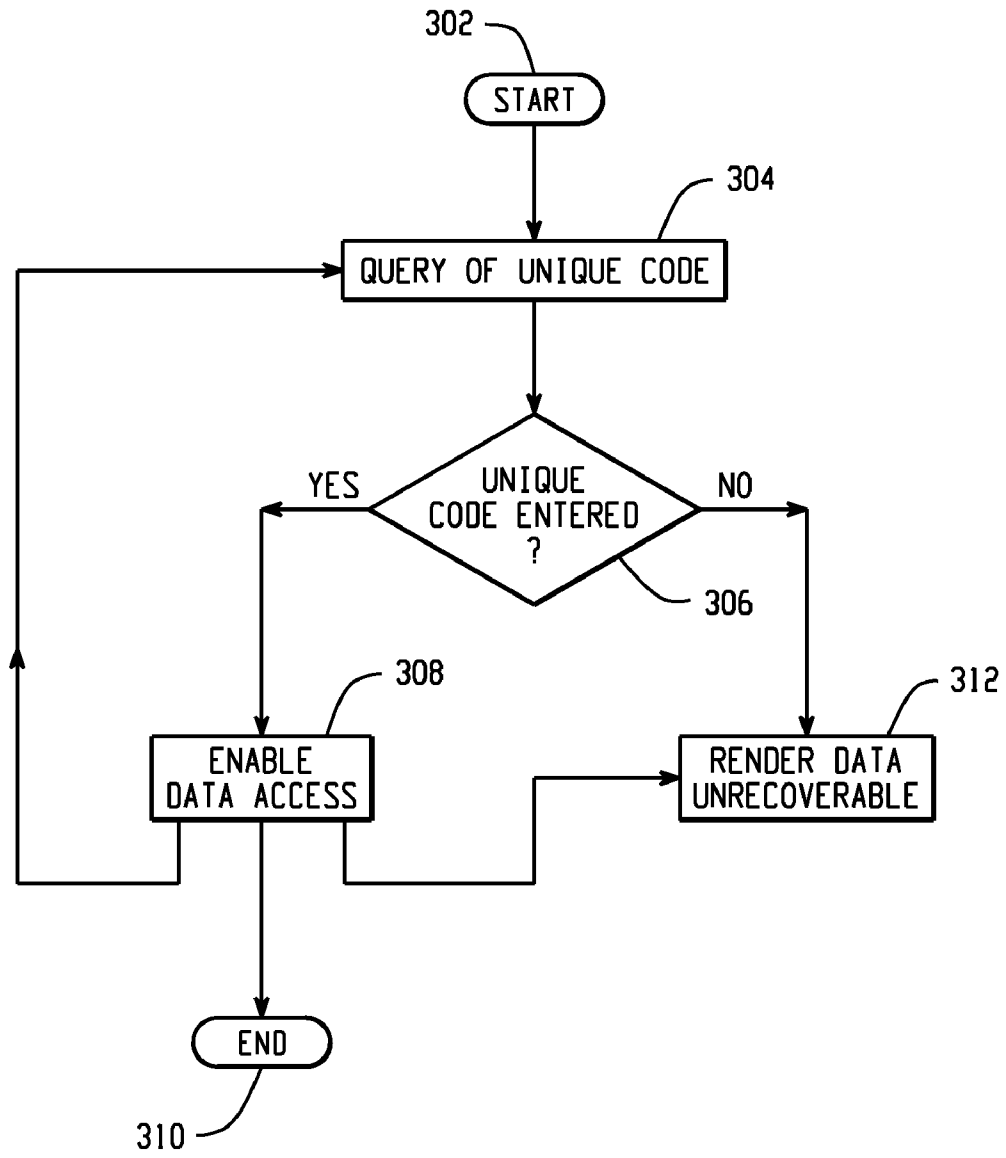 302
START
304
QUERY OF UNIQUE CODE
YES
UNIQUE
CODE ENTERED
?
NO
306
308
312
ENABLE
DATA ACCESS
RENDER DATA
UNRECOVERABLE
END
310